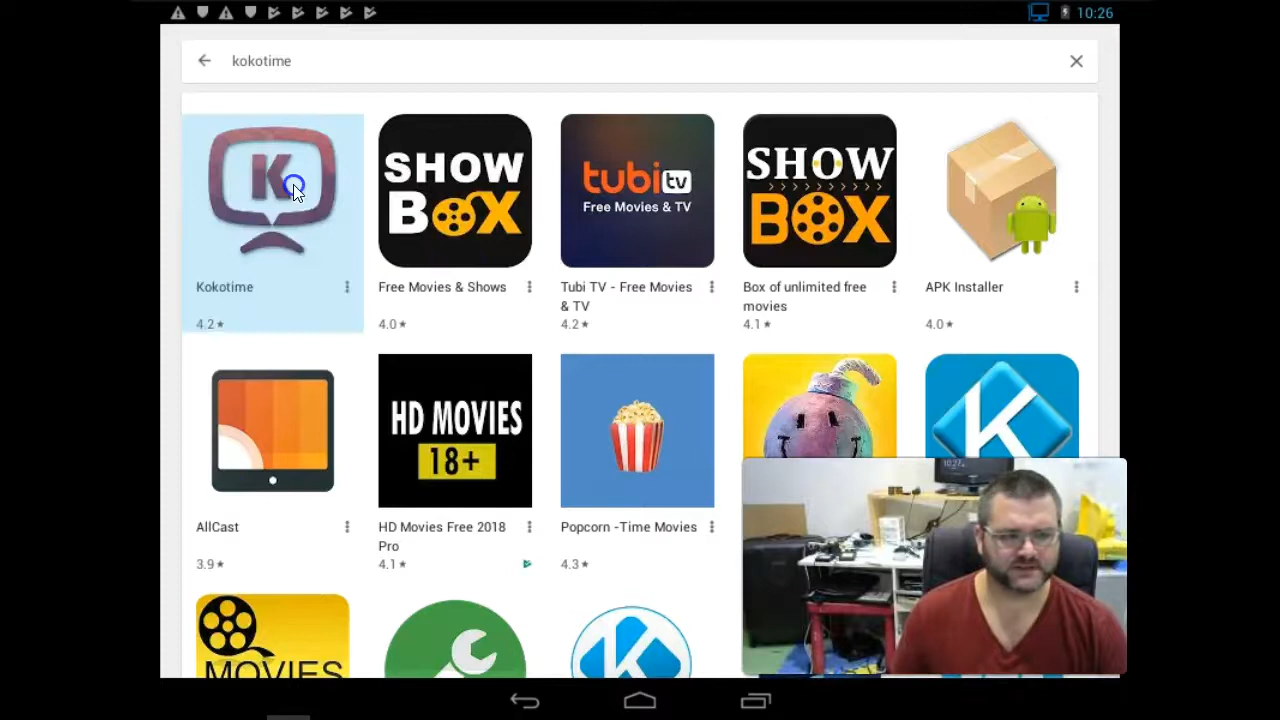 10:26
kokotime
K
SHOW
BOX
tubi tv
Free Movies & TV
SHOW
BOX
Kokotime
Free Movies & Shows
Tubi TV - Free Movies
& TV
Box of unlimited free
movies
APK Installer
4.2★
4.0★
4.2★
4.1★
4.0★
HD MOVIES
18+
K
AllCast
HD Movies Free 2018
Pro
Popcorn -Time Movies
3.9★
4.1★
4.3★
MOVIES
K